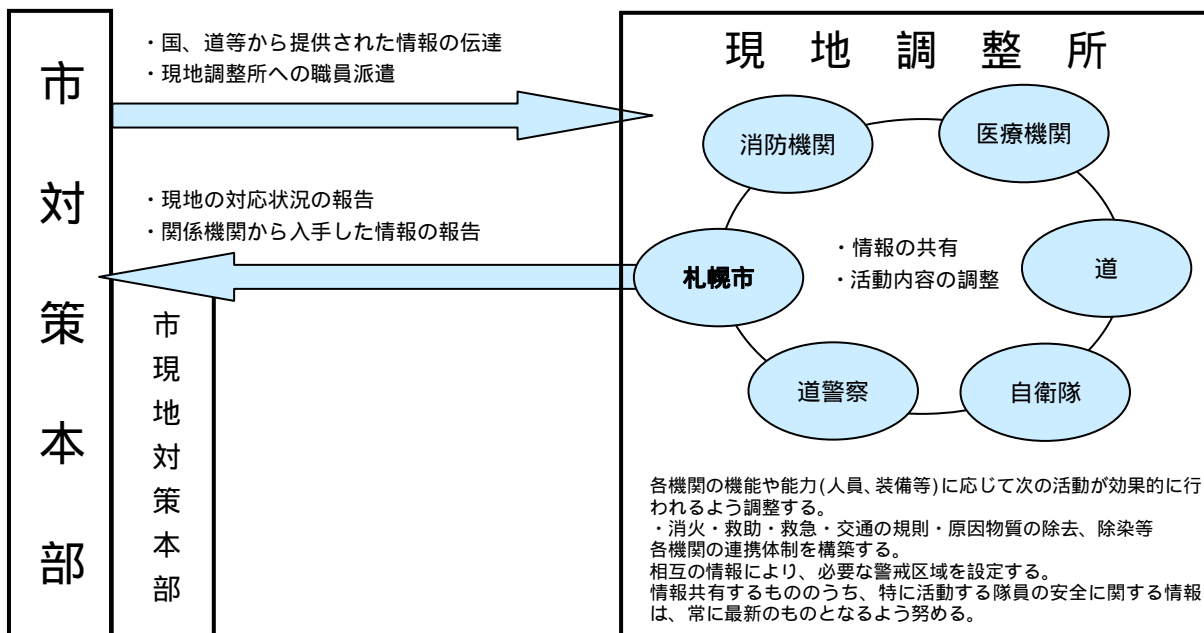 市対策本部
・国、道等から提供された情報の伝達
・現地調整所への職員派遣
・現地の対応状況の報告
・関係機関から入手した情報の報告
市現地対策本部
現地調整所
消防機関
医療機関
札幌市
・情報の共有
・活動内容の調整
道
道警察
自衛隊
各機関の機能や能力(人員、装備等)に応じて次の活動が効果的に行
われるよう調整する。
・消火・救助・救急・交通の規則・原因物質の除去、除染等
各機関の連携体制を構築する。
相互の情報により、必要な警戒区域を設定する。
情報共有するもののうち、特に活動する隊員の安全に関する情報
は、常に最新のものとなるよう努める。